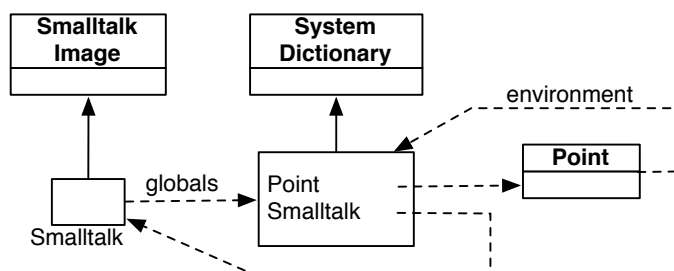 Smalltalk
Image
System
Dictionary
environment
Point
globals
Point
Smalltalk
Smalltalk